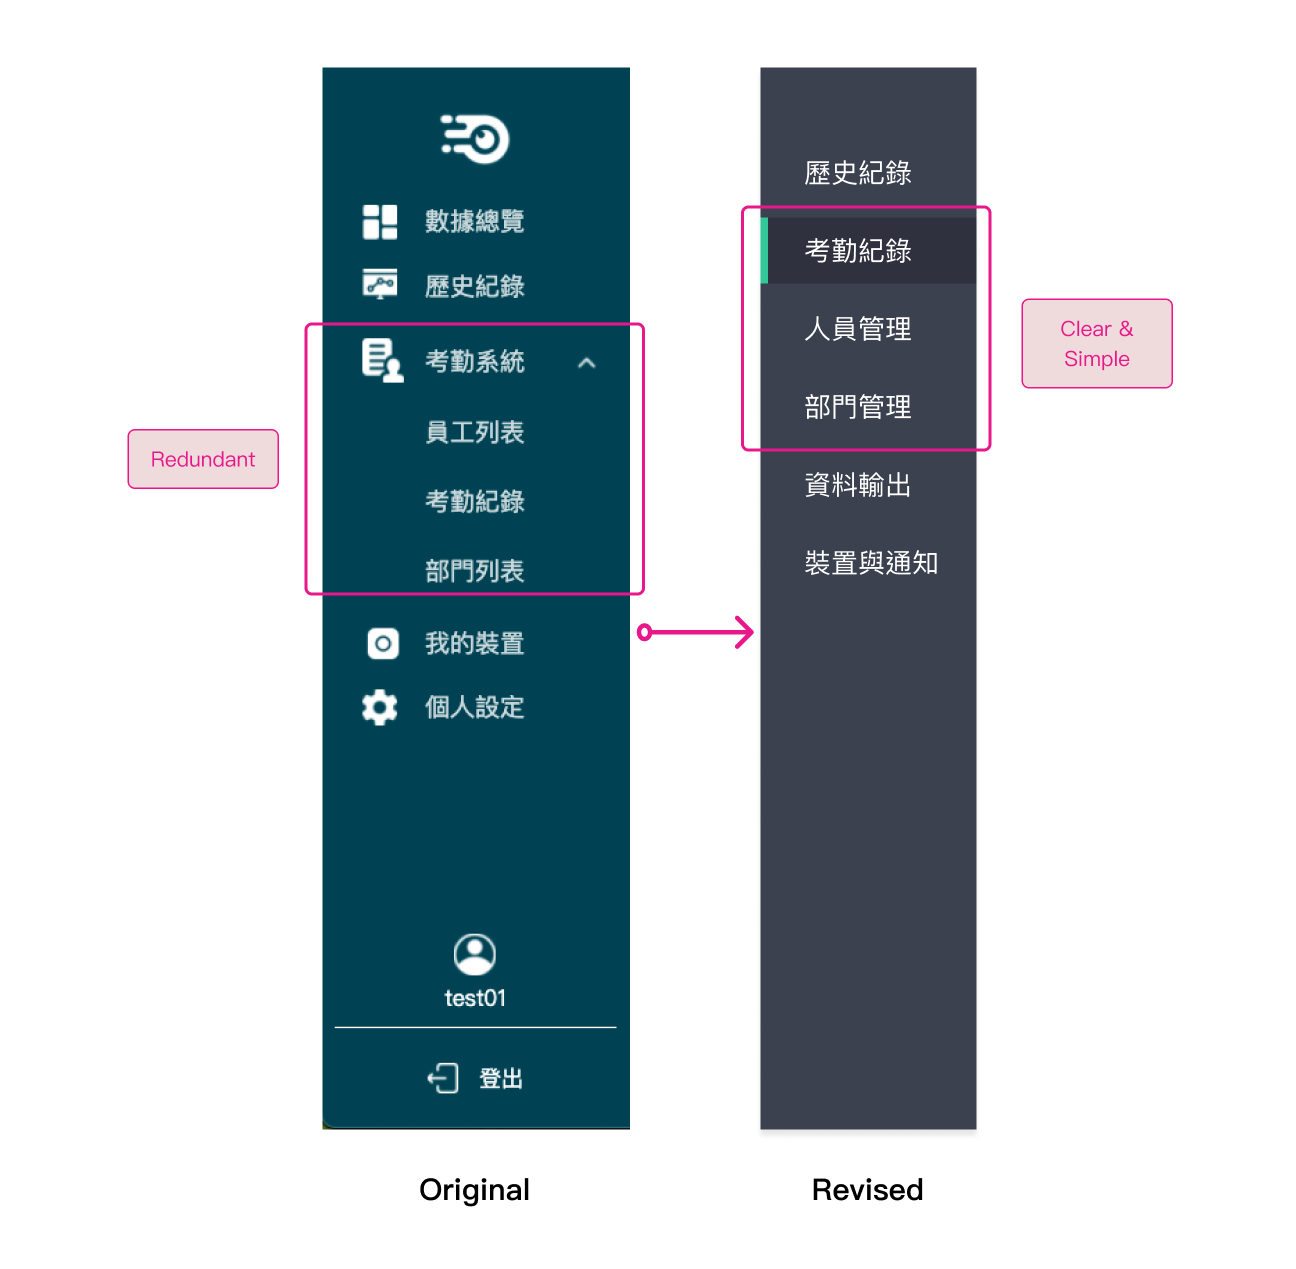 數據總覽
歷史紀錄
考勤系統
員工列表
考勤紀錄
部門列表
我的裝置
個人設定
test01
登出
Redundant
Original
歷史紀錄
考勤紀錄
人員管理
部門管理
資料輸出
裝置與通知
Clear &
Simple
Revised